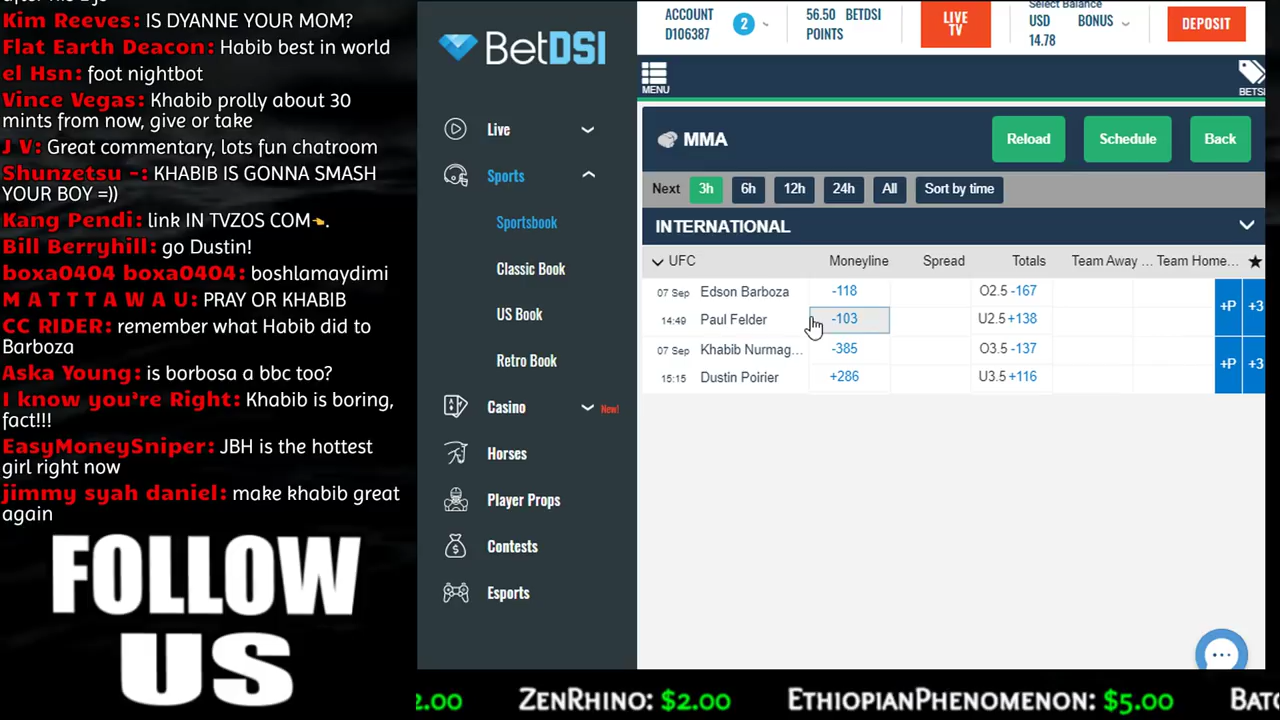 Kim Reeves: IS DYANNE YOUR MOM?
Flat Earth Deacon: Habib best in world
el Hsn: foot nightbot
Vince Vegas: Khabib prolly about 30
mints from now, give or take
J V: Great commentary, lots fun chatroom
Shunzetsu -: KHABIB IS GONNA SMASH
YOUR BOY =))
Kang Pendi: link IN TVZOS COM👈.
Bill Berryhill: go Dustin!
boxa0404 boxa0404: boshlamaydimi
M A T T T A W A U: PRAY OR KHABIB
CC RIDER: remember what Habib did to
Barboza
Aska Young: is borbosa a bbc too?
I know you're Right: Khabib is boring,
fact!!!
EasyMoneySniper: JBH is the hottest
girl right now
jimmy syah daniel: make khabib great
again
FOLLOW
US
BetDSI
Live
Sports
Sportsbook
Classic Book
US Book
Retro Book
Casino New!
Horses
Player Props
Contests
Esports
ACCOUNT
D106387
2
56.50 BETDSI
POINTS
LIVE
TV
Select Balance
USD
14.78
BONUS
DEPOSIT
MENU
BETS
MMA
Reload
Schedule
Back
Next 3h 6h 12h 24h All Sort by time
INTERNATIONAL
UFC Moneyline Spread Totals Team Away ... Team Home...
07 Sep Edson Barboza -118 O2.5 -167
14:49 Paul Felder -103 U2.5 +138
+P +3
07 Sep Khabib Nurmag... -385 O3.5 -137
15:15 Dustin Poirier +286 U3.5 +116
+P +3
2.00 ZenRhino: $2.00 EthiopianPhenomenon: $5.00